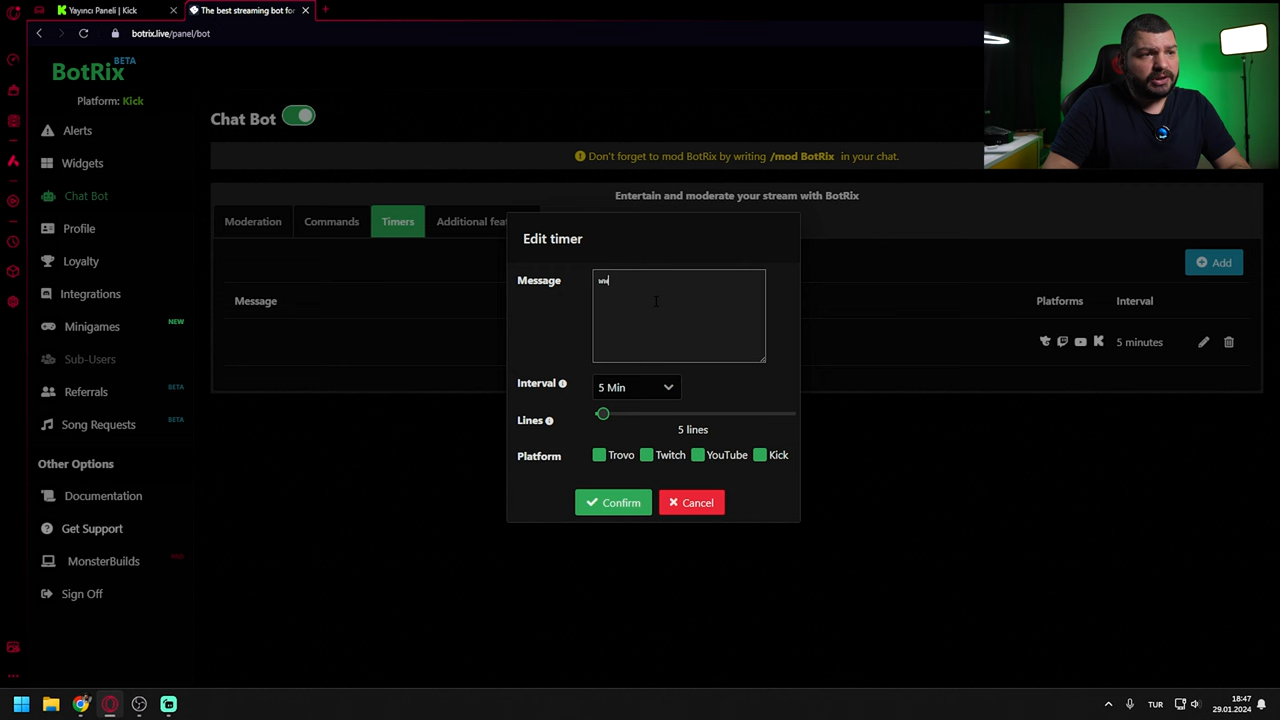 Yayıncı Paneli | Kick
The best streaming bot for
botrix.live/panel/bot
BotRix BETA
Platform: Kick
Alerts
Widgets
Chat Bot
Profile
Loyalty
Integrations
Minigames NEW
Sub-Users
Referrals BETA
Song Requests BETA
Other Options
Documentation
Get Support
MonsterBuilds
Sign Off
Chat Bot
Don't forget to mod BotRix by writing /mod BotRix in your chat.
Entertain and moderate your stream with BotRix
Moderation Commands Timers Additional feat
Add
Message Platforms Interval
5 minutes
Edit timer
Message ww
Interval 5 Min
Lines
5 lines
Platform Trovo Twitch YouTube Kick
Confirm Cancel
TUR
18:47
29.01.2024